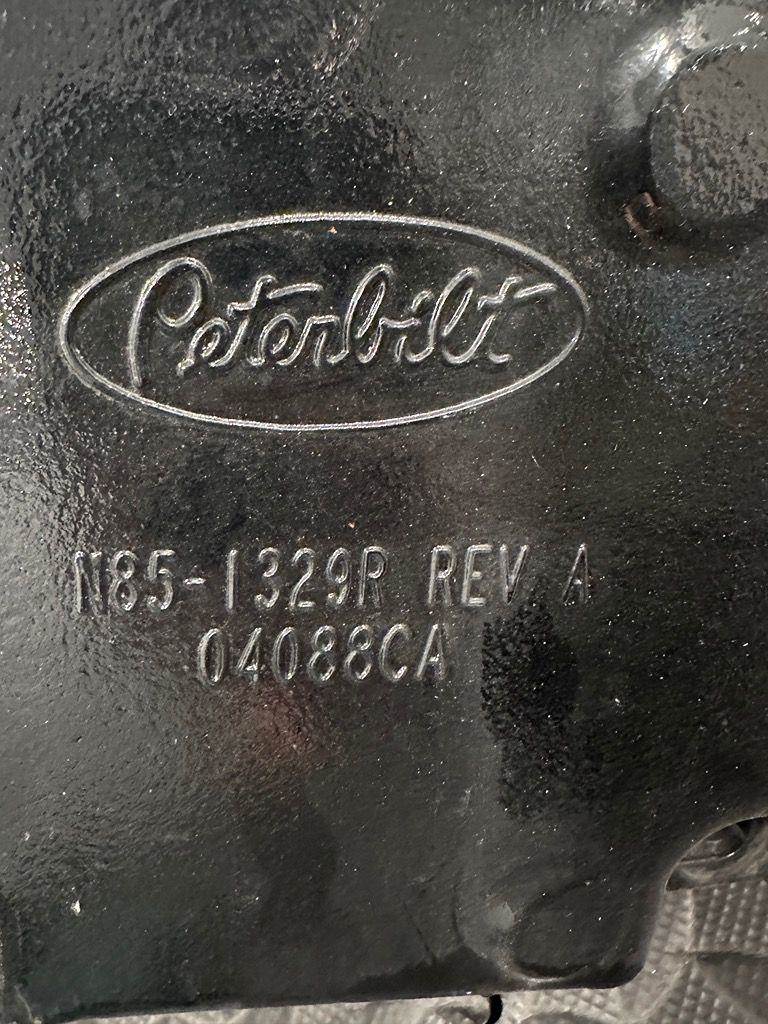 Peterbilt
N85-1329R REV A
04088CA